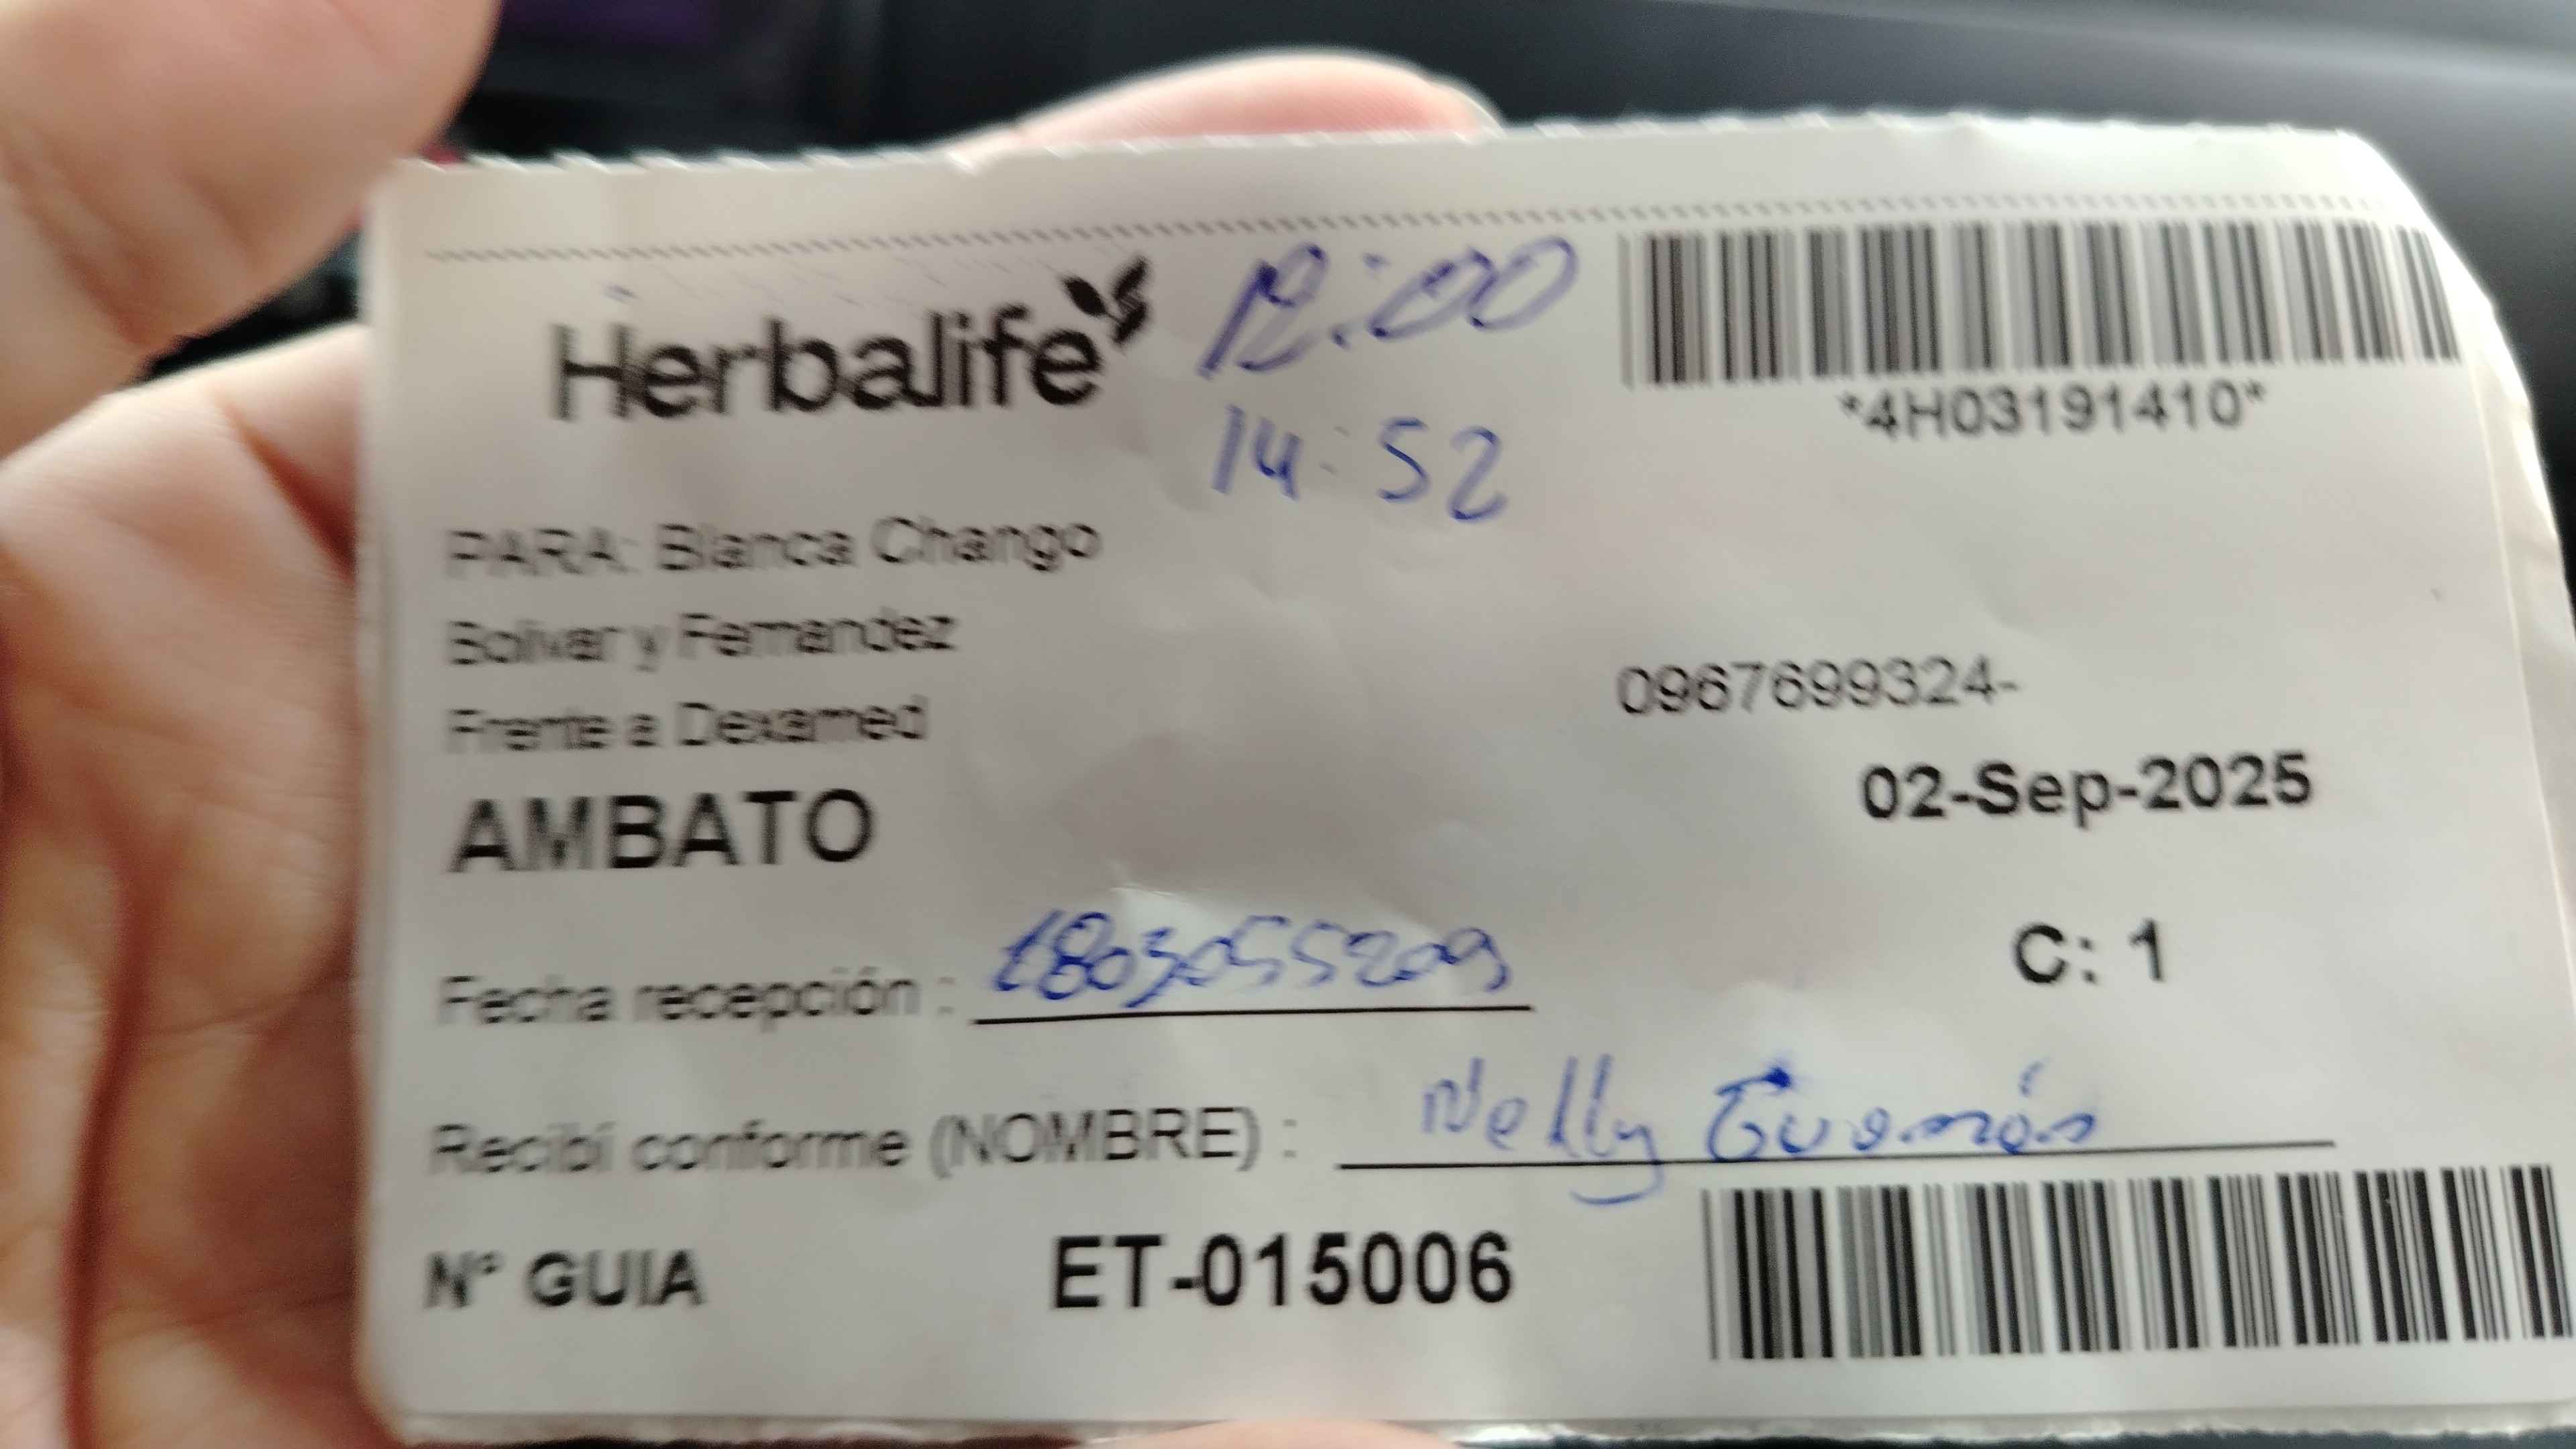 Herbalife
12:00
14:52
*4H03191410*
PARA: Blanca Chango
Bolivar y Fernandez
Frente a Dexamed
0967699324-
AMBATO
02-Sep-2025
C: 1
Fecha recepción : 1803055209
Recibí conforme (NOMBRE) : Nelly Guamán
N° GUIA ET-015006